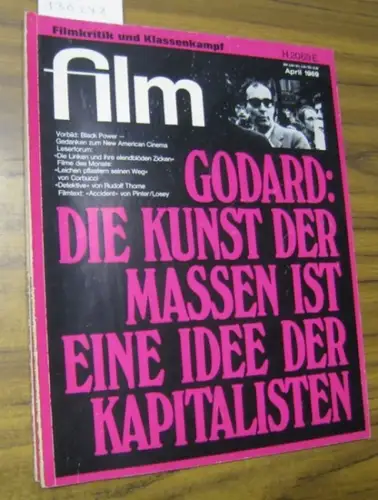 Filmkritik und Klassenkampf
film
April 1969
Vorbild: Black Power –
Gedanken zum New American Cinema
Leserforum:
»Die Linken und ihre elendblöden Zicken«
Filme des Monats:
»Leichen pflastern seinen Weg«
von Corbucci
»Detektive« von Rudolf Thome
Filmtext: »Accident« von Pinter/Losey
GODARD:
DIE KUNST DER
MASSEN IST
EINE IDEE DER
KAPITALISTEN